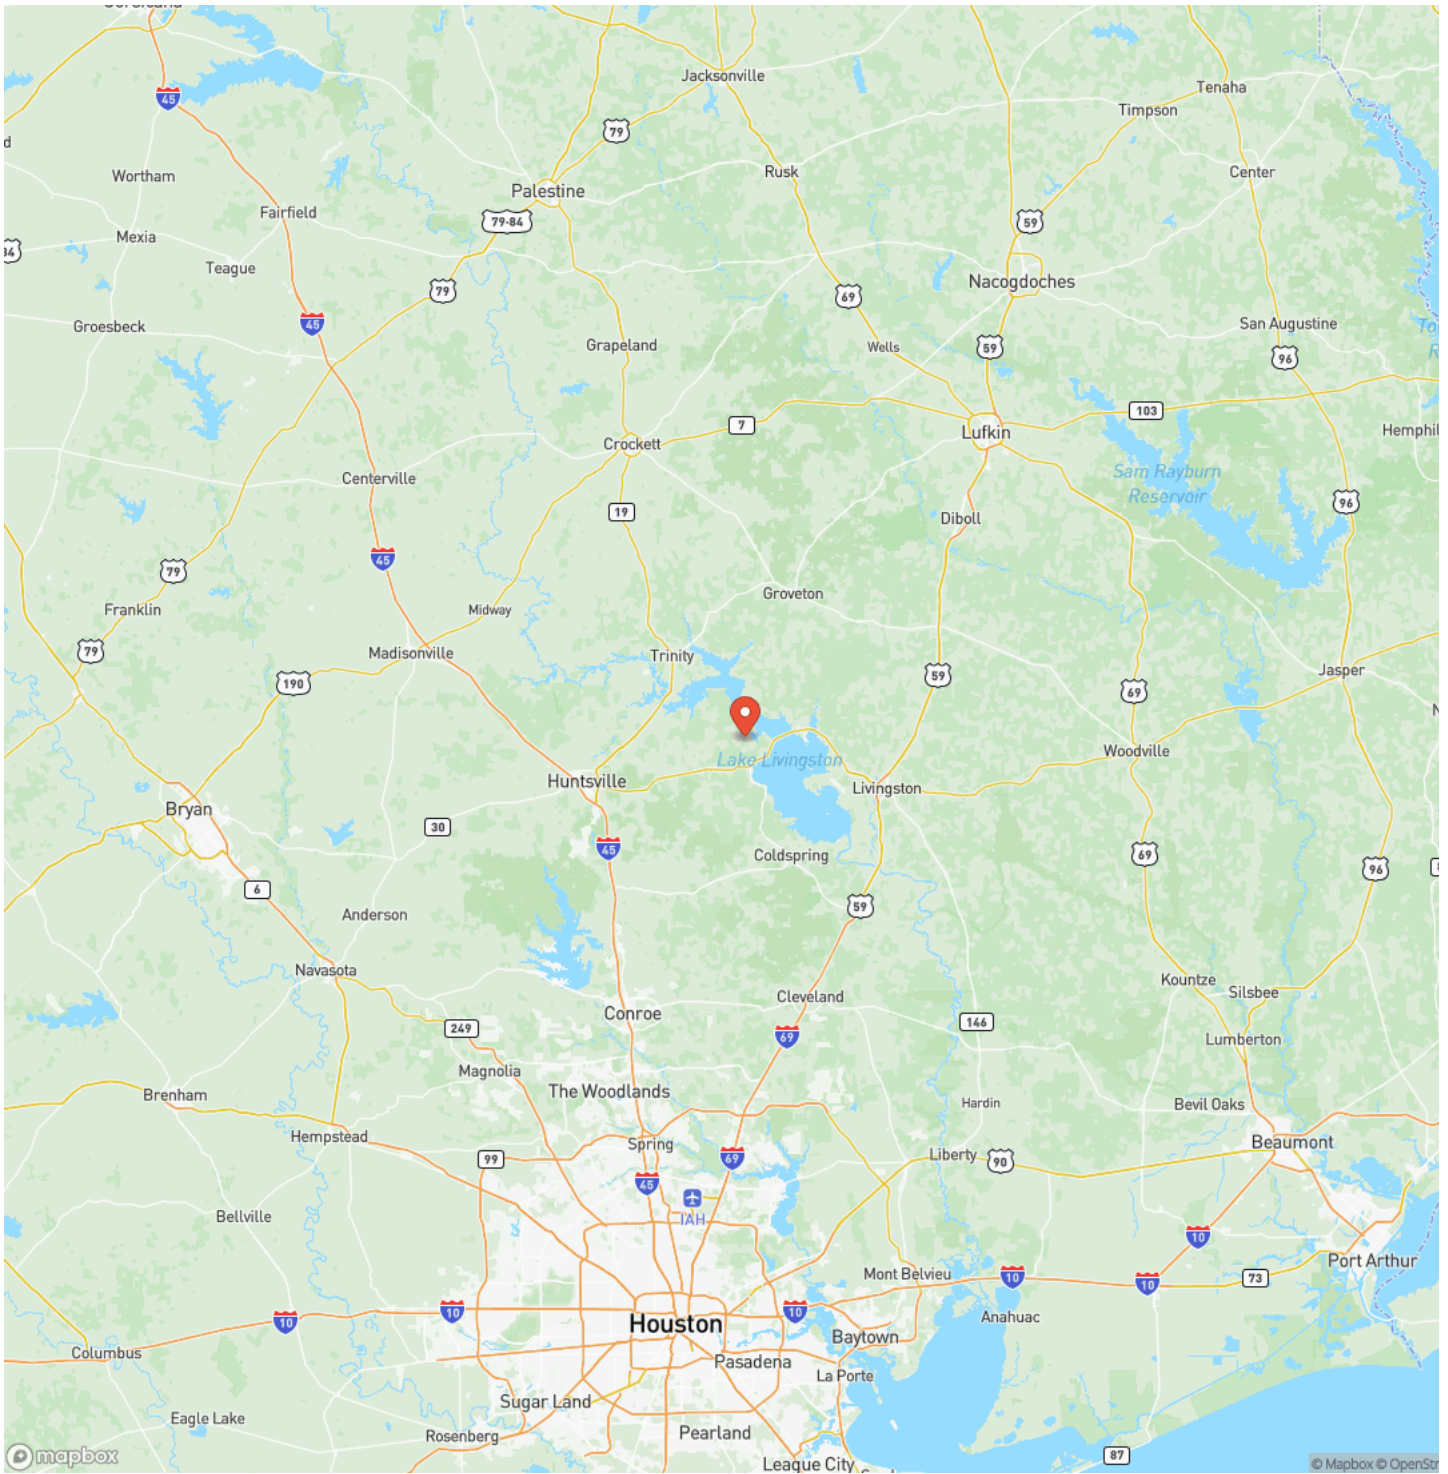 Corsicana
Jacksonville
Tenaha
45
Timpson
79
d
Wortham
Rusk
Center
Palestine
Fairfield
79-84
59
Mexia
84
Teague
Nacogdoches
79
69
45
Groesbeck
San Augustine
Grapeland
Wells
59
96
103
7
Crockett
Lufkin
Hemphil
Sam Rayburn
Reservoir
Centerville
96
19
Diboll
45
79
Groveton
Franklin
Midway
79
Madisonville
Trinity
59
Jasper
190
69
Lake Livingston
Woodville
Huntsville
Livingston
Bryan
30
45
Coldspring
69
96
6
59
Anderson
Navasota
Kountze
Silsbee
Cleveland
Conroe
146
249
69
Lumberton
Magnolia
The Woodlands
Brenham
Hardin
Bevil Oaks
Hempstead
Spring
Beaumont
99
69
Liberty
90
45
IAH
Bellville
10
Port Arthur
Mont Belvieu
10
10
73
10
10
10
Anahuac
Houston
Baytown
Columbus
Pasadena
La Porte
Sugar Land
Eagle Lake
Rosenberg
Pearland
87
League City
mapbox
© Mapbox © OpenStr